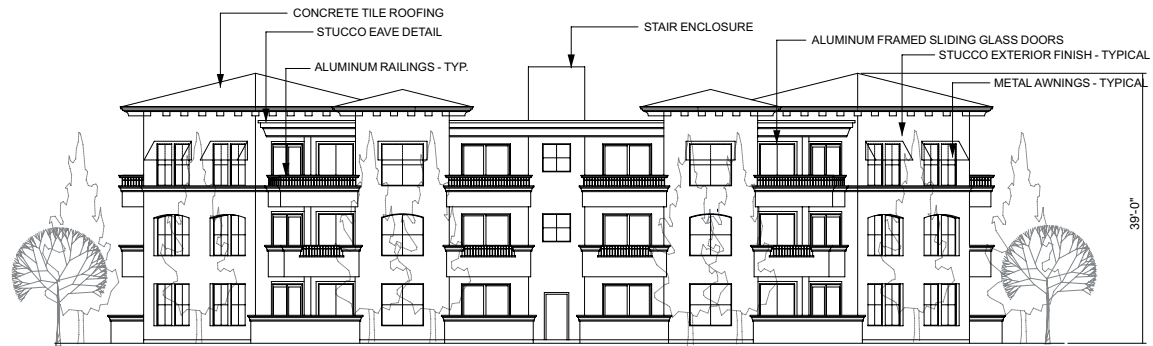 CONCRETE TILE ROOFING
STUCCO EAVE DETAIL
STAIR ENCLOSURE
ALUMINUM FRAMED SLIDING GLASS DOORS
STUCCO EXTERIOR FINISH - TYPICAL
ALUMINUM RAILINGS - TYP.
METAL AWNINGS - TYPICAL
39'-0"